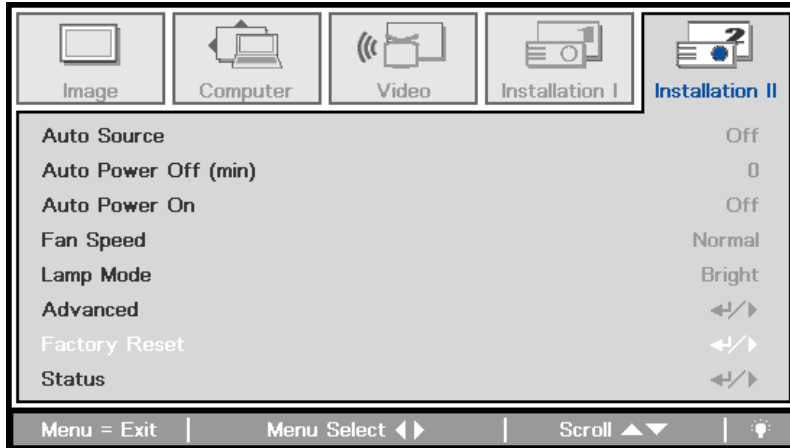 Image Computer Video Installation I Installation II
Auto Source Off
Auto Power Off (min) 0
Auto Power On Off
Fan Speed Normal
Lamp Mode Bright
Advanced
Factory Reset
Status
Menu = Exit Menu Select Scroll